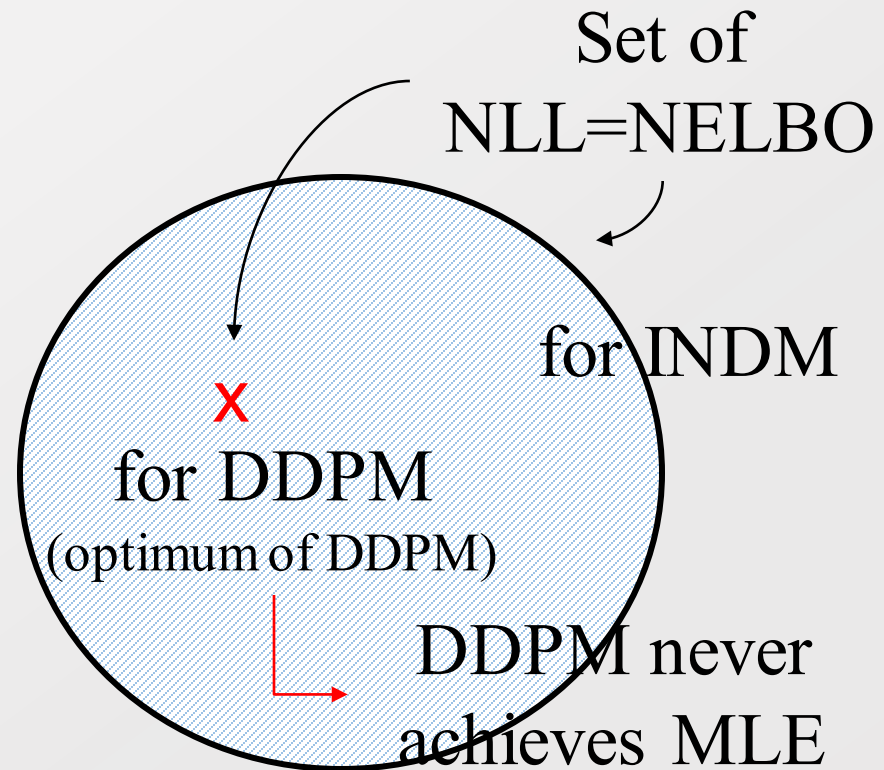 Set of
NLL=NELBO
for INDM
x
for DDPM
(optimum of DDPM)
DDPM never
achieves MLE